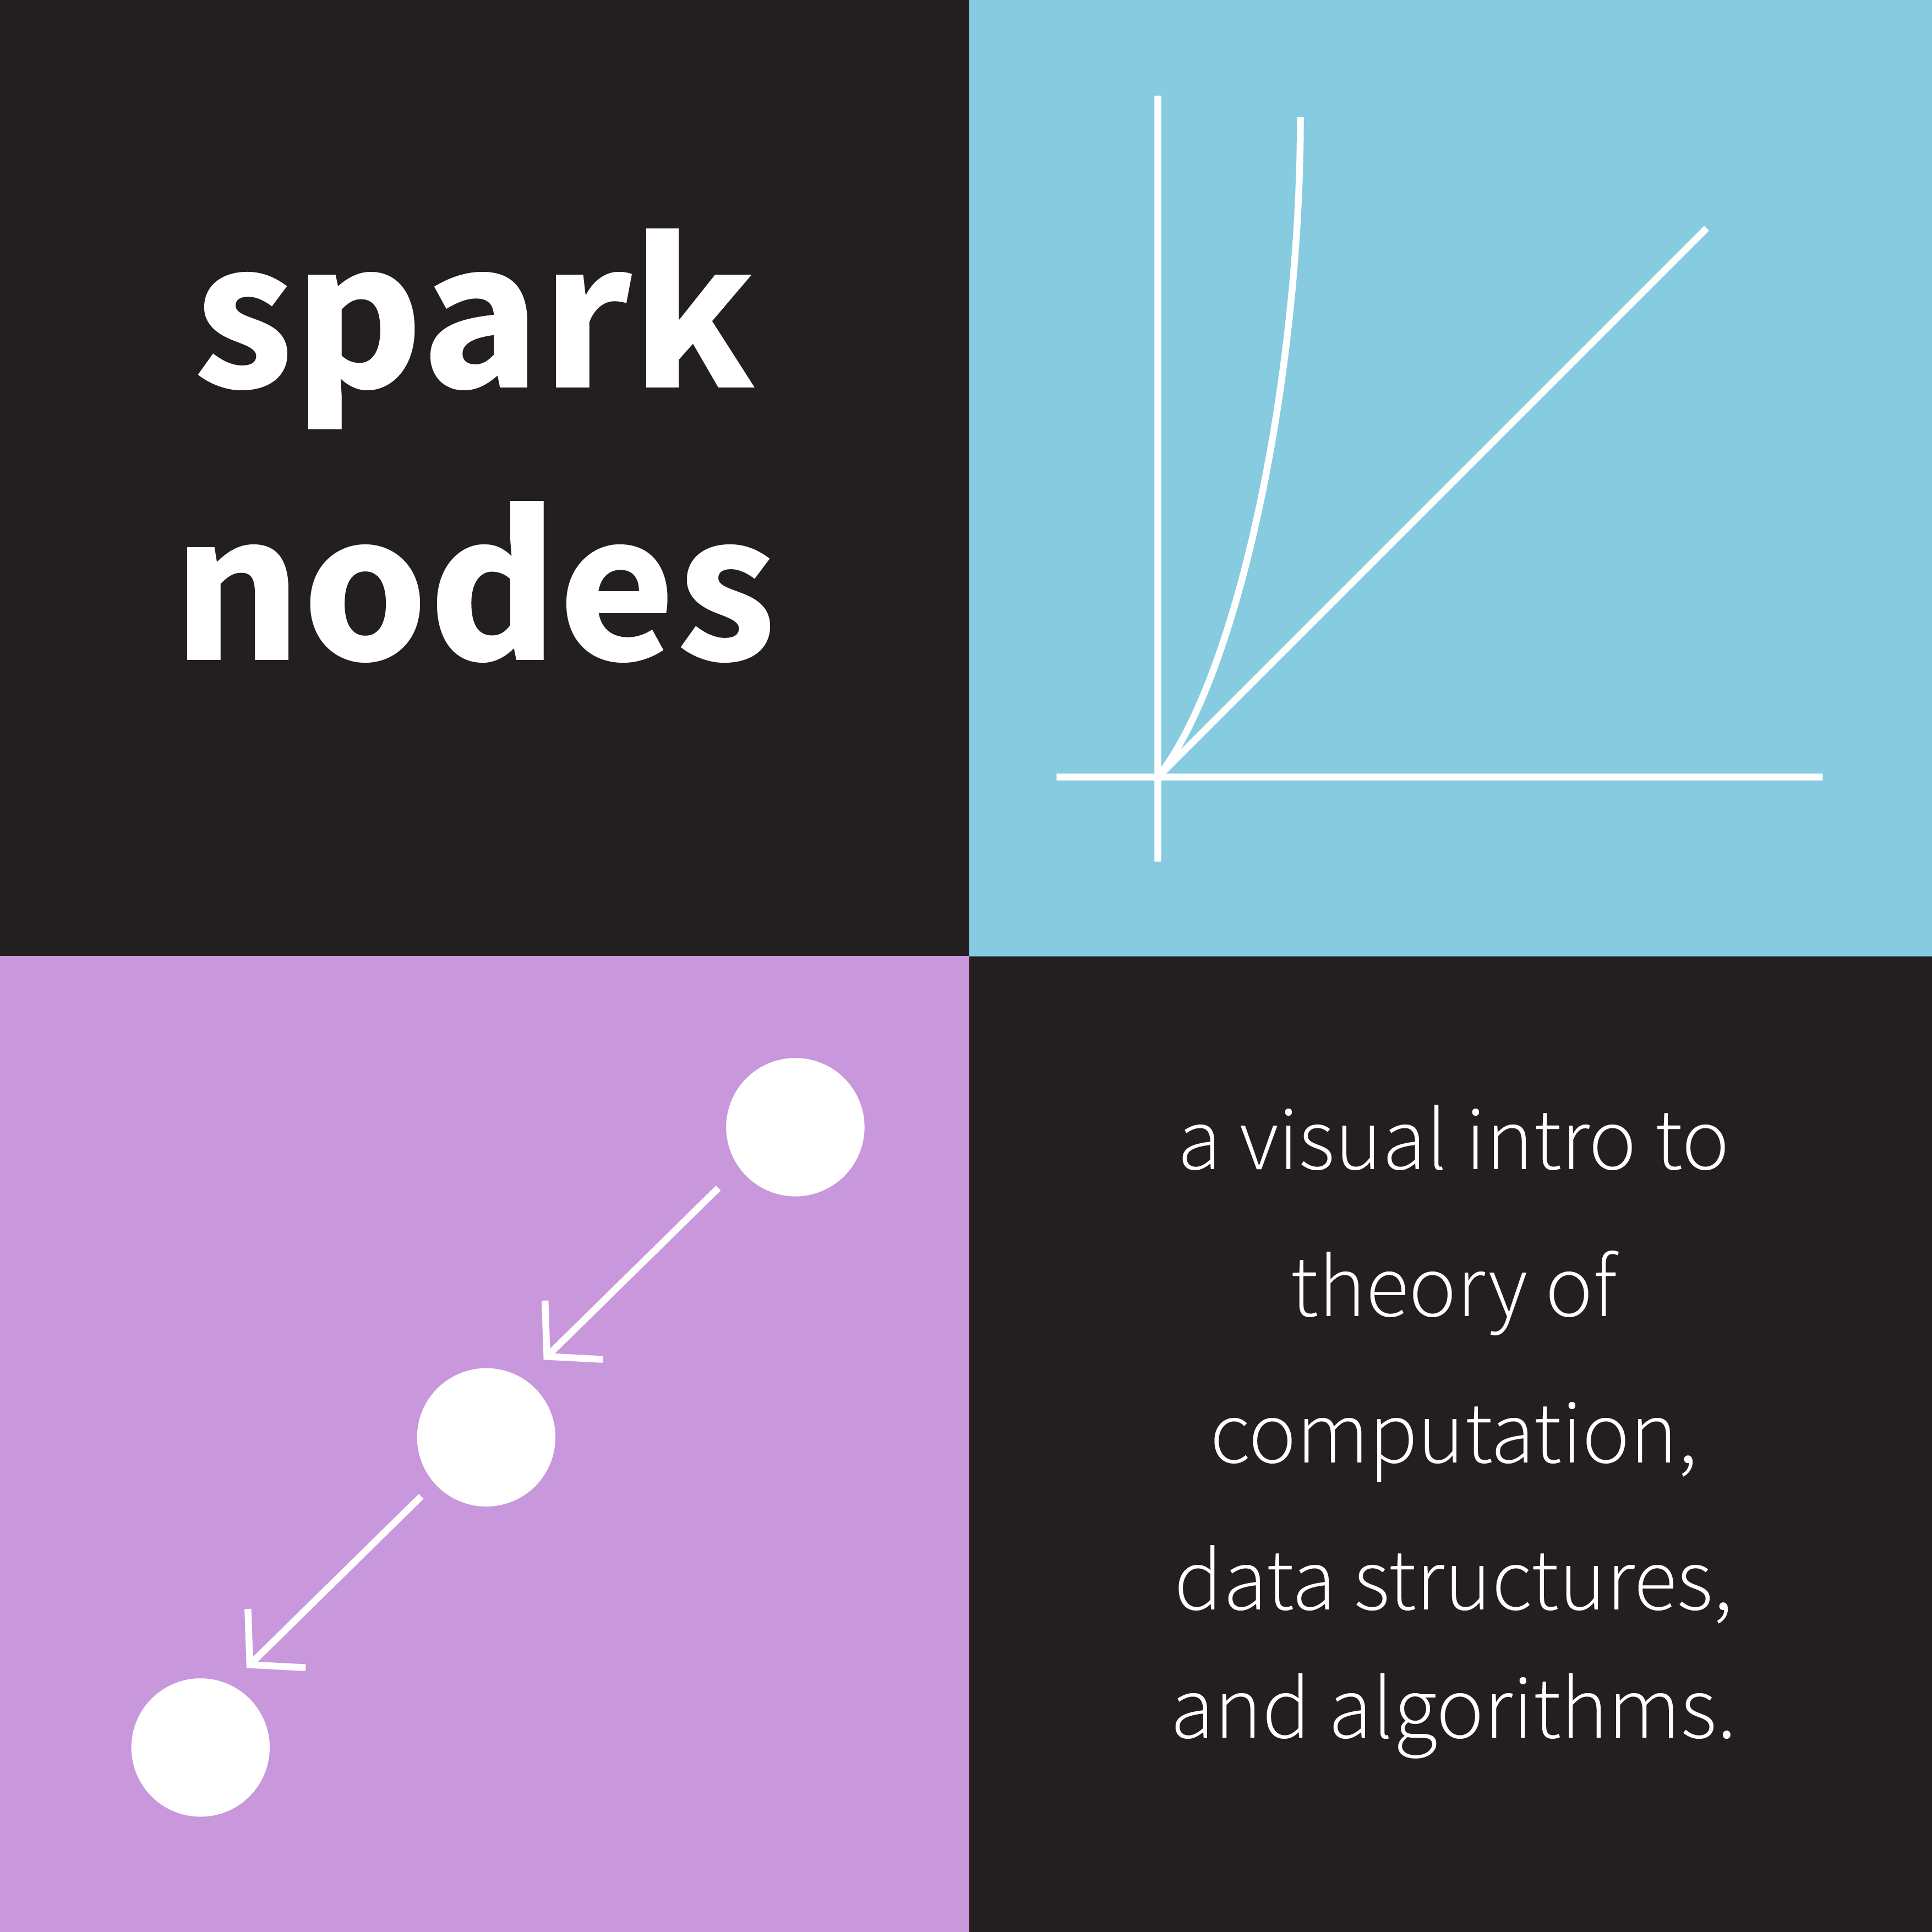 spark
nodes
a visual intro to
theory of
computation,
data structures,
and algorithms.